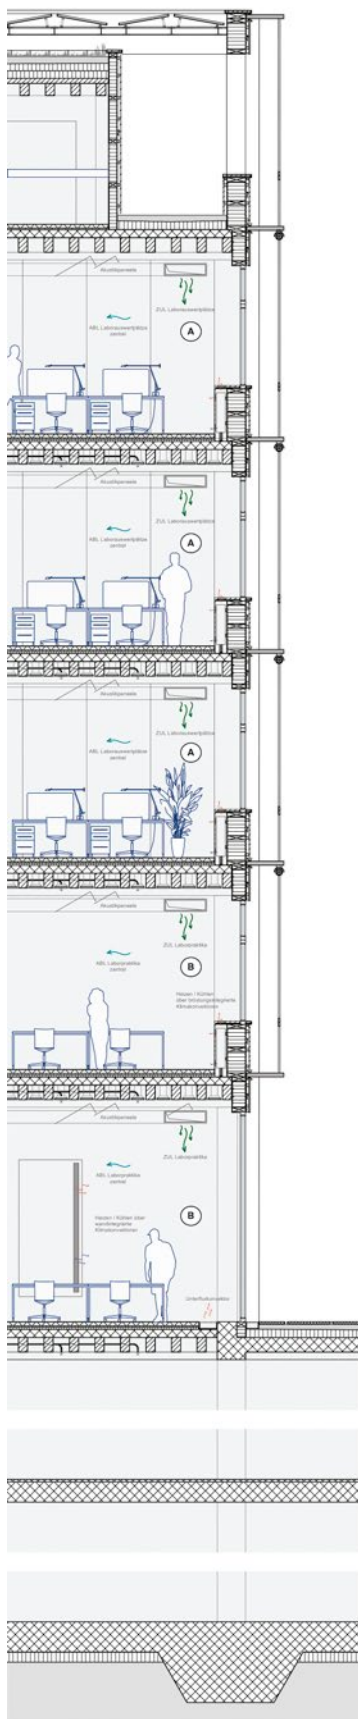 Akustikpaneele
ZUL Laborauswertplätze
ABL Laborauswertplätze
zentral
A
Akustikpaneele
ZUL Laborauswertplätze
ABL Laborauswertplätze
zentral
A
Akustikpaneele
ZUL Laborauswertplätze
ABL Laborauswertplätze
zentral
A
Akustikpaneele
ZUL Laborpraktika
ABL Laborpraktika
zentral
B
Heizen / Kühlen
über brüstungsintegrierte
Klimakonvektoren
Akustikpaneele
ZUL Laborpraktika
ABL Laborpraktika
zentral
B
Heizen / Kühlen über
wandintegrierte
Klimakonvektoren
Unterflurkonvektor